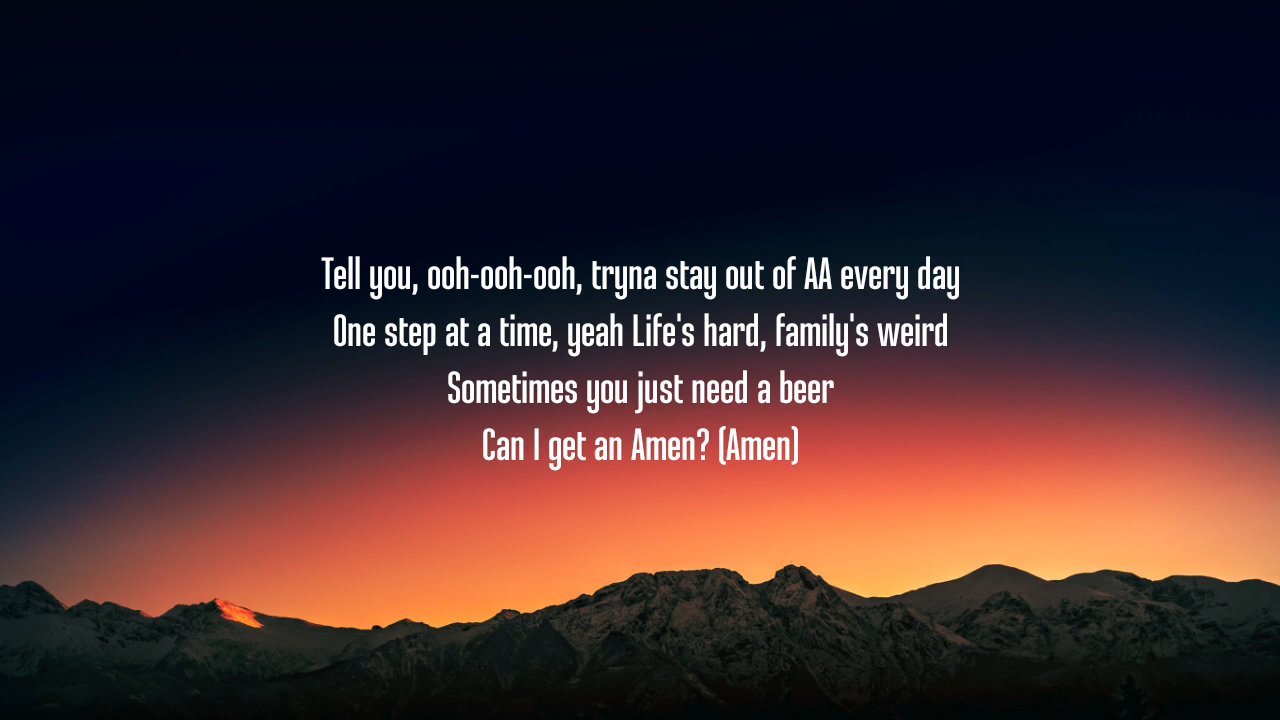 Tell you, ooh-ooh-ooh, tryna stay out of AA every day
One step at a time, yeah Life's hard, family's weird
Sometimes you just need a beer
Can I get an Amen? (Amen)